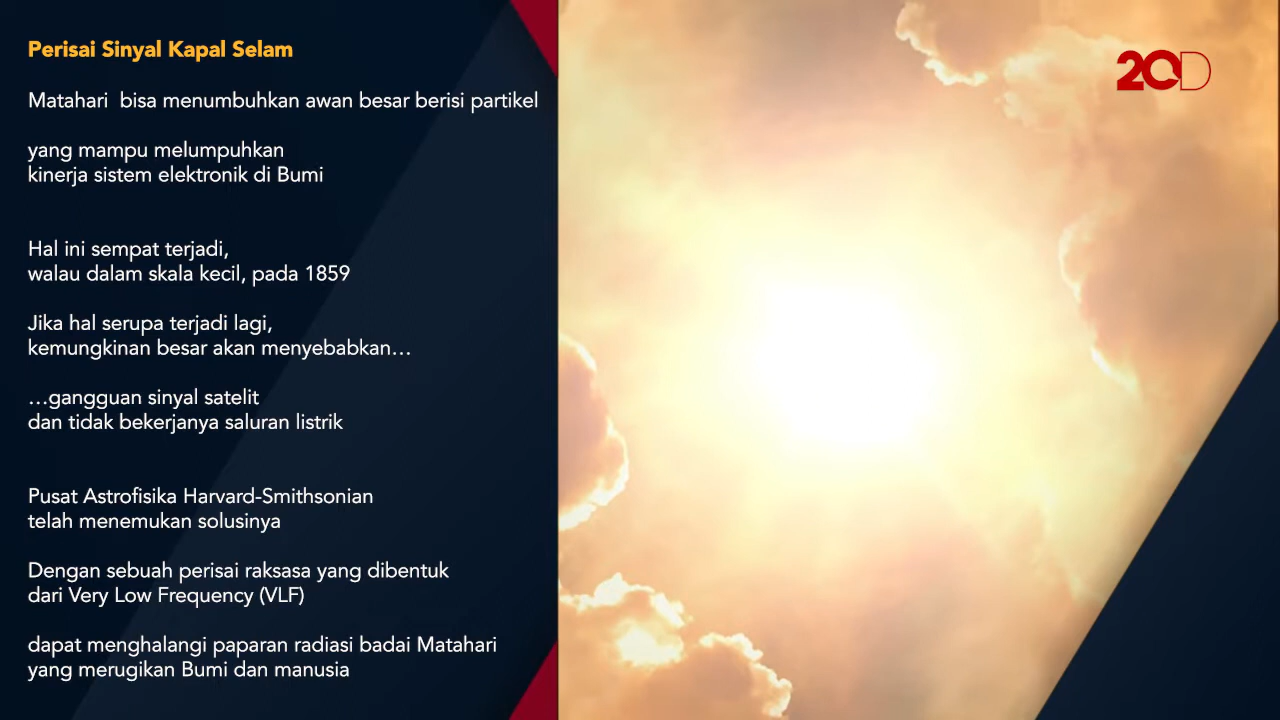 Perisai Sinyal Kapal Selam
Matahari  bisa menumbuhkan awan besar berisi partikel
yang mampu melumpuhkan
kinerja sistem elektronik di Bumi
Hal ini sempat terjadi,
walau dalam skala kecil, pada 1859
Jika hal serupa terjadi lagi,
kemungkinan besar akan menyebabkan...
...gangguan sinyal satelit
dan tidak bekerjanya saluran listrik
Pusat Astrofisika Harvard-Smithsonian
telah menemukan solusinya
Dengan sebuah perisai raksasa yang dibentuk
dari Very Low Frequency (VLF)
dapat menghalangi paparan radiasi badai Matahari
yang merugikan Bumi dan manusia
20D